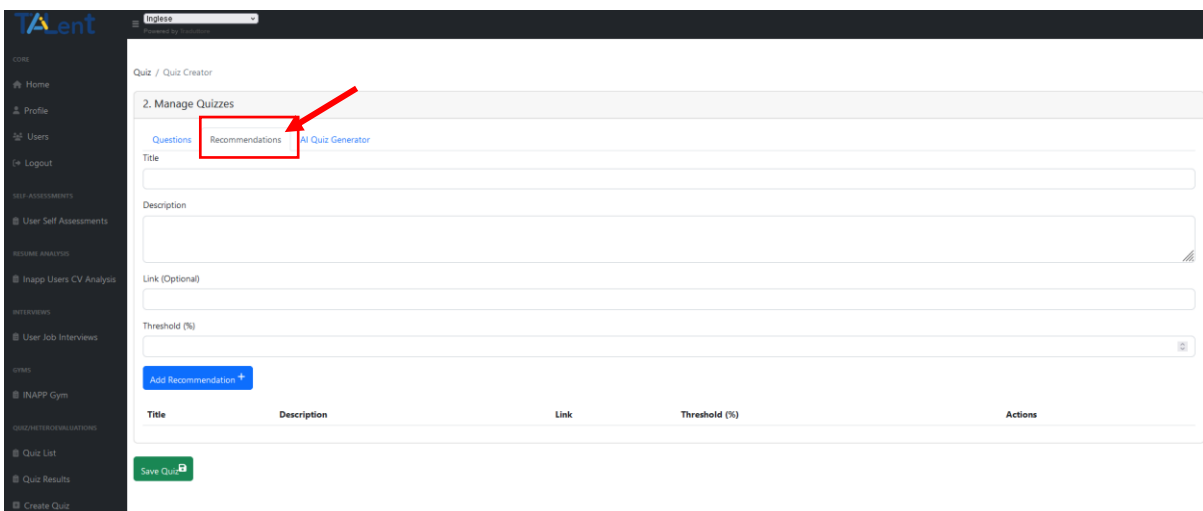 TALent
Inglese
Powered by Traduttore
CORE
Home
Profile
Users
Logout
SELF-ASSESSMENTS
User Self Assessments
RESUME ANALYSIS
Inapp Users CV Analysis
INTERVIEWS
User Job Interviews
GYMS
INAPP Gym
QUIZ/HETEROEVALUATIONS
Quiz List
Quiz Results
Create Quiz
Quiz / Quiz Creator
2. Manage Quizzes
Questions Recommendations AI Quiz Generator
Title
Description
Link (Optional)
Threshold (%)
Add Recommendation +
Title Description Link Threshold (%) Actions
Save Quiz